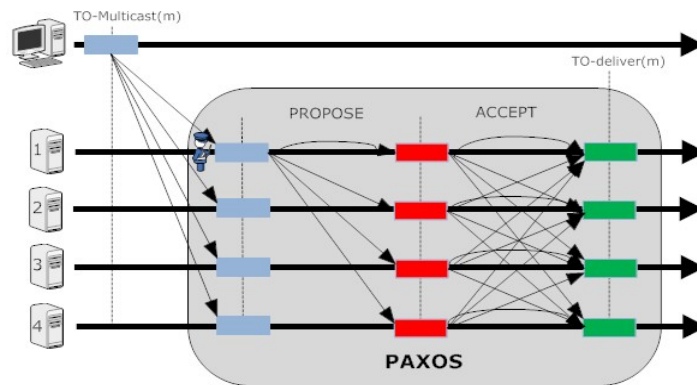 TO-Multicast(m)
TO-deliver(m)
PROPOSE
ACCEPT
1
2
3
4
PAXOS